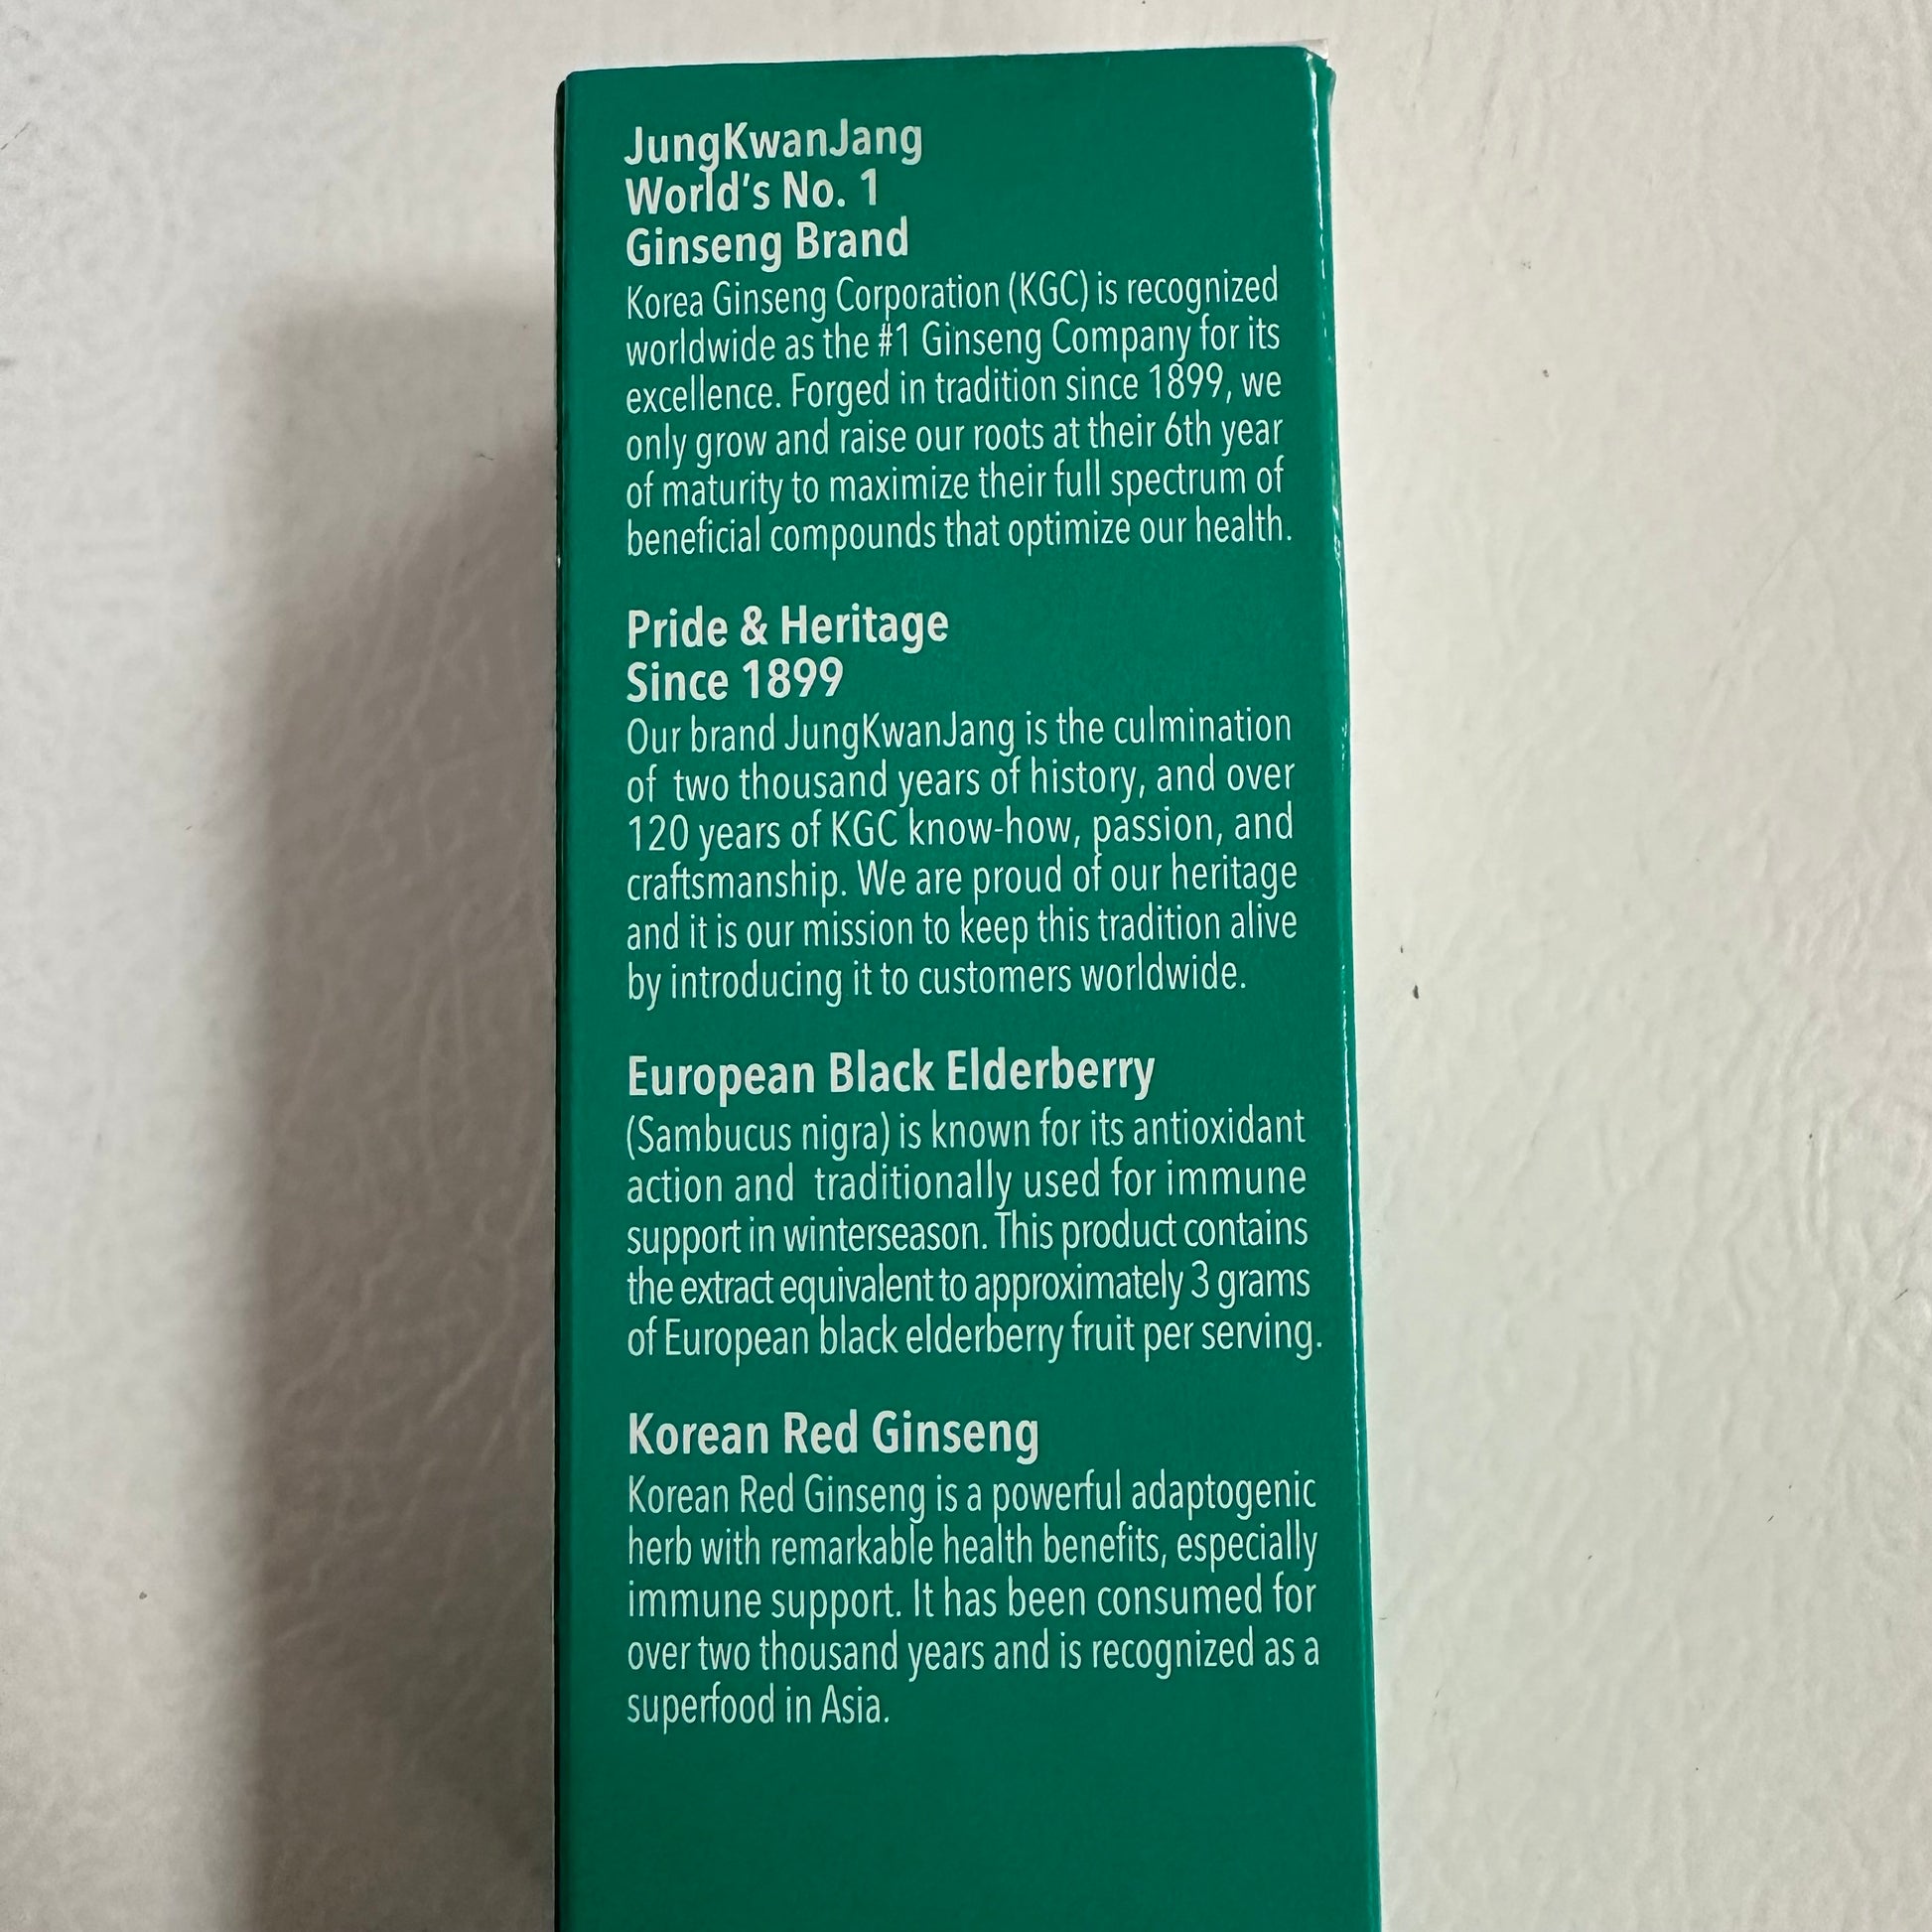 JungKwanJang
World's No. 1
Ginseng Brand
Korea Ginseng Corporation (KGC) is recognized
worldwide as the #1 Ginseng Company for its
excellence. Forged in tradition since 1899, we
only grow and raise our roots at their 6th year
of maturity to maximize their full spectrum of
beneficial compounds that optimize our health.
Pride & Heritage
Since 1899
Our brand JungKwanJang is the culmination
of two thousand years of history, and over
120 years of KGC know-how, passion, and
craftsmanship. We are proud of our heritage
and it is our mission to keep this tradition alive
by introducing it to customers worldwide.
European Black Elderberry
(Sambucus nigra) is known for its antioxidant
action and traditionally used for immune
support in winterseason. This product contains
the extract equivalent to approximately 3 grams
of European black elderberry fruit per serving.
Korean Red Ginseng
Korean Red Ginseng is a powerful adaptogenic
herb with remarkable health benefits, especially
immune support. It has been consumed for
over two thousand years and is recognized as a
superfood in Asia.